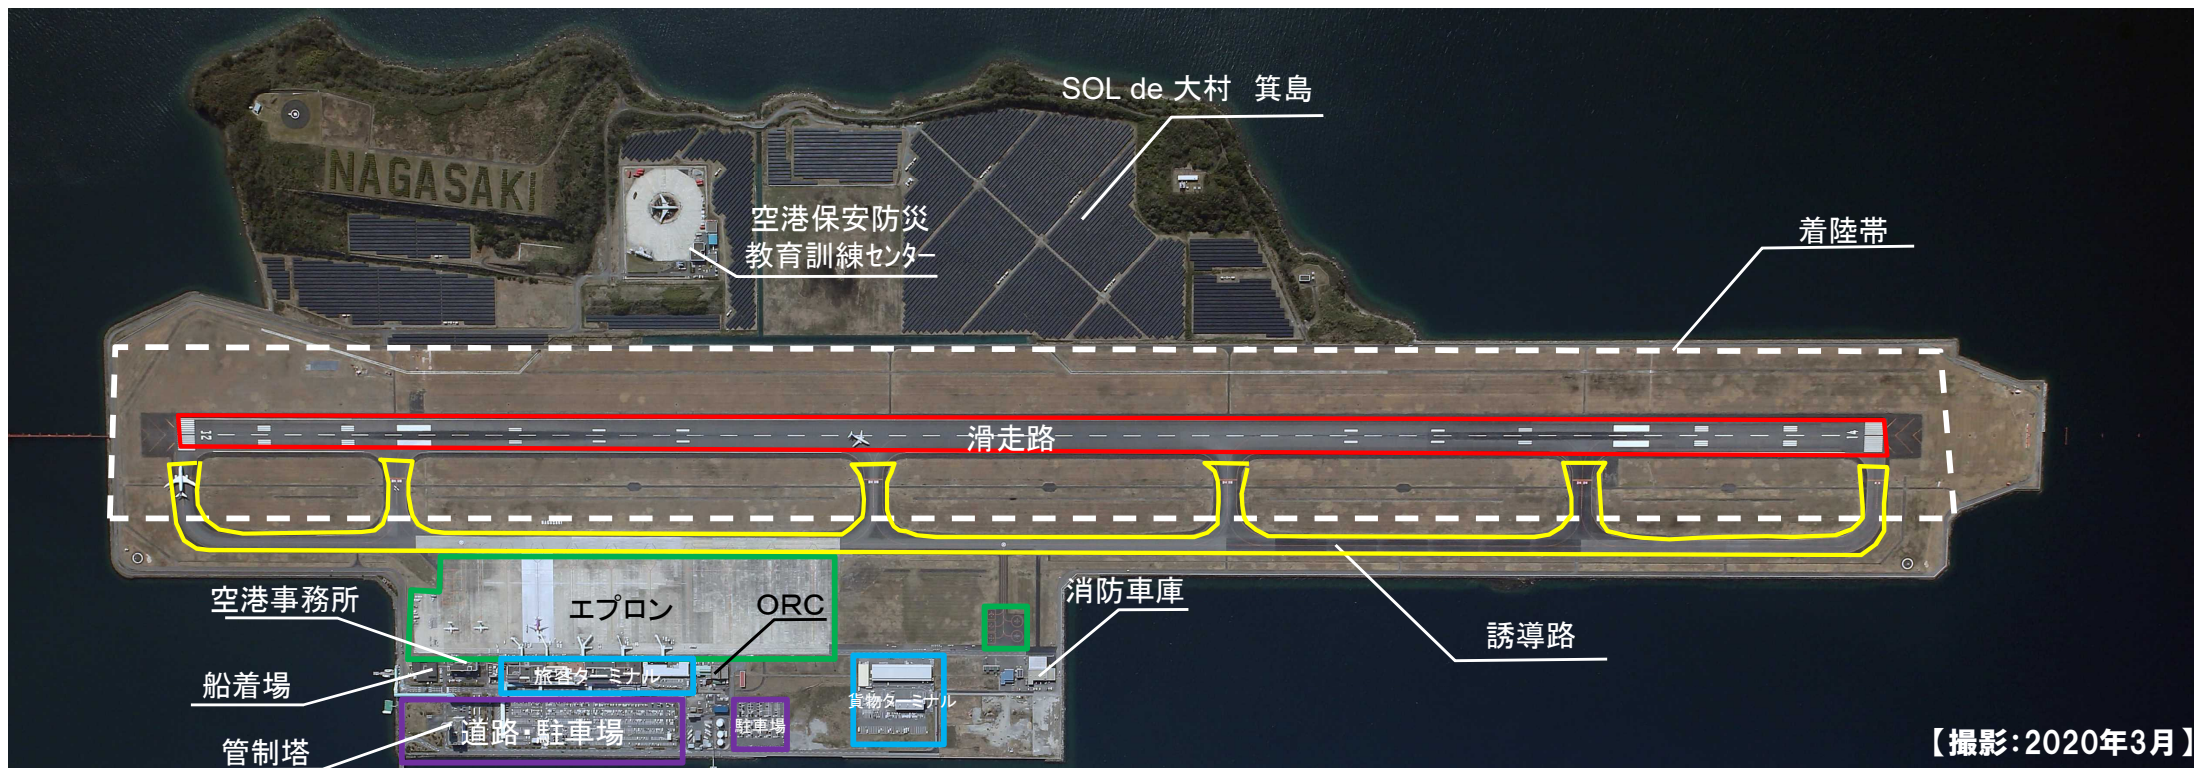 SOL de 大村 箕島
NAGASAKI
空港保安防災
教育訓練センター
着陸帯
滑走路
空港事務所
エプロン
ORC
消防車庫
誘導路
船着場
旅客ターミナル
貨物ターミナル
道路・駐車場
駐車場
管制塔
【撮影:2020年3月】